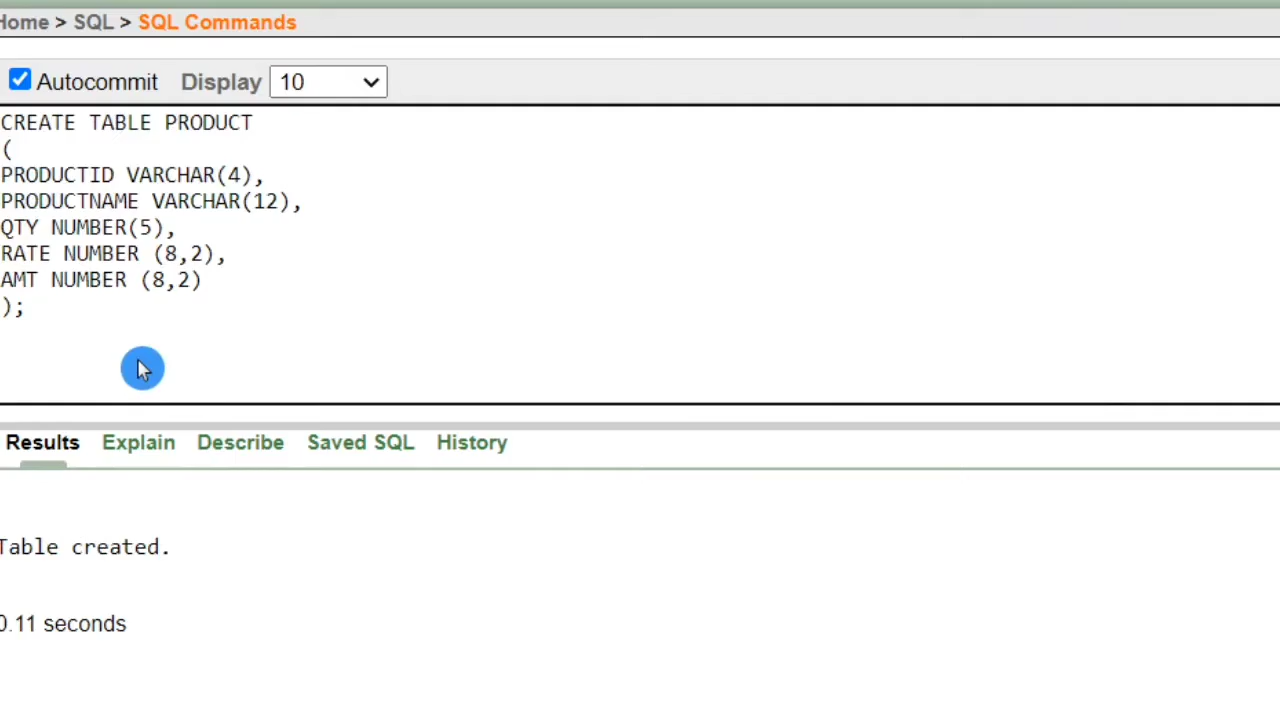 Home > SQL > SQL Commands
Autocommit Display 10
CREATE TABLE PRODUCT
(
PRODUCTID VARCHAR(4),
PRODUCTNAME VARCHAR(12),
QTY NUMBER(5),
RATE NUMBER (8,2),
AMT NUMBER (8,2)
);
Results Explain Describe Saved SQL History
Table created.
0.11 seconds